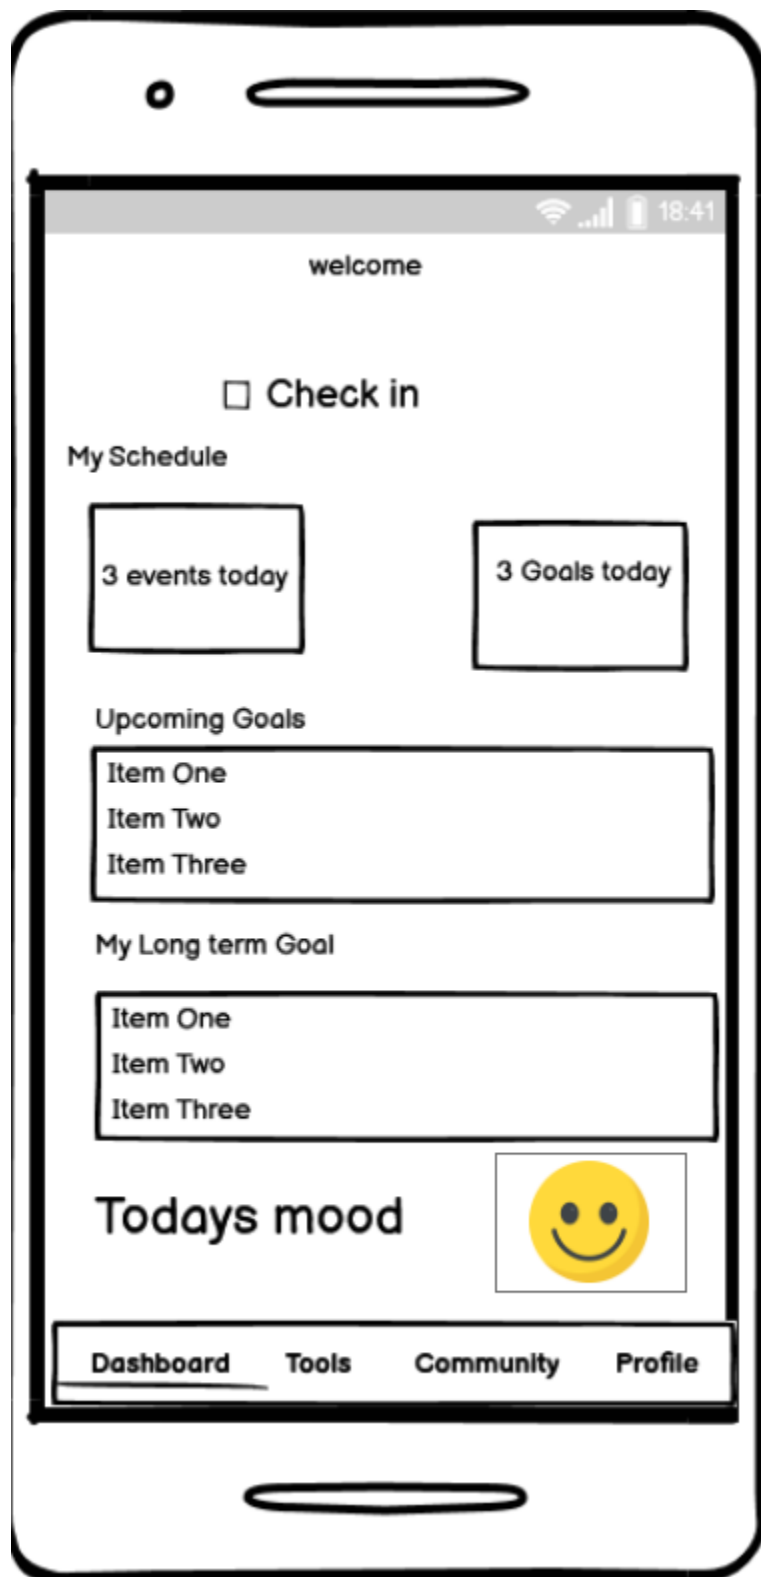 18:41
welcome
Check in
My Schedule
3 events today
3 Goals today
Upcoming Goals
Item One
Item Two
Item Three
My Long term Goal
Item One
Item Two
Item Three
Todays mood
Dashboard Tools Community Profile